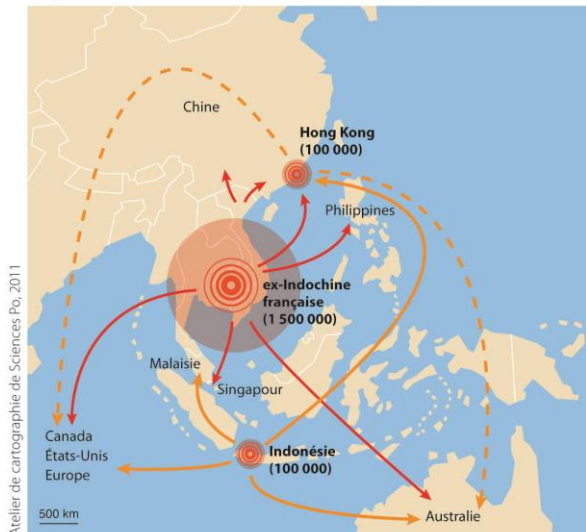 Chine
Hong Kong
(100 000)
Philippines
ex-Indochine
française
(1 500 000)
Malaisie
Singapour
Canada
États-Unis
Europe
Indonésie
(100 000)
Australie
500 km
Atelier de cartographie de Sciences Po, 2011